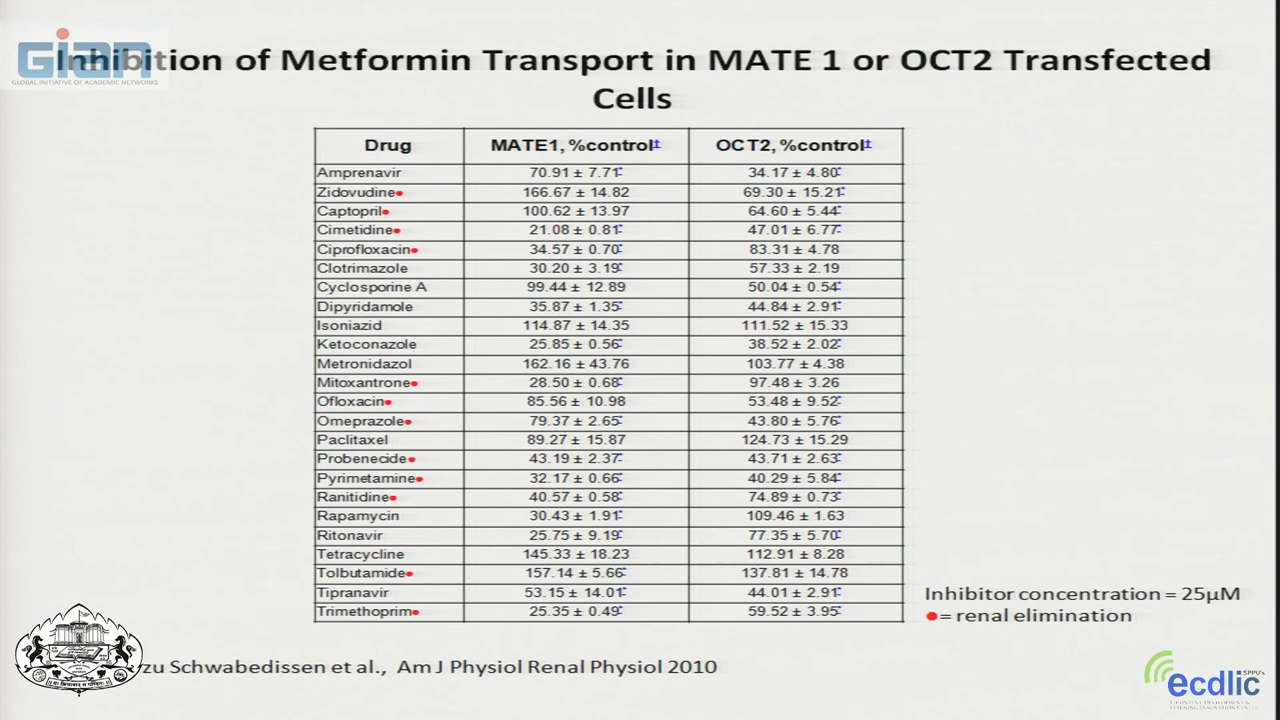 GIAN
GLOBAL INITIATIVE OF ACADEMIC NETWORKS
Inhibition of Metformin Transport in MATE 1 or OCT2 Transfected
Cells
Drug MATE1, %control† OCT2, %control†
Amprenavir 70.91 ± 7.71* 34.17 ± 4.80*
Zidovudine• 166.67 ± 14.82 69.30 ± 15.21*
Captopril• 100.62 ± 13.97 64.60 ± 5.44*
Cimetidine• 21.08 ± 0.81* 47.01 ± 6.77*
Ciprofloxacin• 34.57 ± 0.70* 83.31 ± 4.78
Clotrimazole 30.20 ± 3.19* 57.33 ± 2.19
Cyclosporine A 99.44 ± 12.89 50.04 ± 0.54*
Dipyridamole 35.87 ± 1.35* 44.84 ± 2.91*
Isoniazid 114.87 ± 14.35 111.52 ± 15.33
Ketoconazole 25.85 ± 0.56* 38.52 ± 2.02*
Metronidazol 162.16 ± 43.76 103.77 ± 4.38
Mitoxantrone• 28.50 ± 0.68* 97.48 ± 3.26
Ofloxacin• 85.56 ± 10.98 53.48 ± 9.52*
Omeprazole• 79.37 ± 2.65* 43.80 ± 5.76*
Paclitaxel 89.27 ± 15.87 124.73 ± 15.29
Probenecide• 43.19 ± 2.37* 43.71 ± 2.63*
Pyrimetamine• 32.17 ± 0.66* 40.29 ± 5.84*
Ranitidine• 40.57 ± 0.58* 74.89 ± 0.73*
Rapamycin 30.43 ± 1.91* 109.46 ± 1.63
Ritonavir 25.75 ± 9.19* 77.35 ± 5.70*
Tetracycline 145.33 ± 18.23 112.91 ± 8.28
Tolbutamide• 157.14 ± 5.66* 137.81 ± 14.78
Tipranavir 53.15 ± 14.01* 44.01 ± 2.91*
Trimethoprim• 25.35 ± 0.49* 59.52 ± 3.95*
Inhibitor concentration = 25µM
•= renal elimination
zu Schwabedissen et al., Am J Physiol Renal Physiol 2010
SPPU's
ecdlic